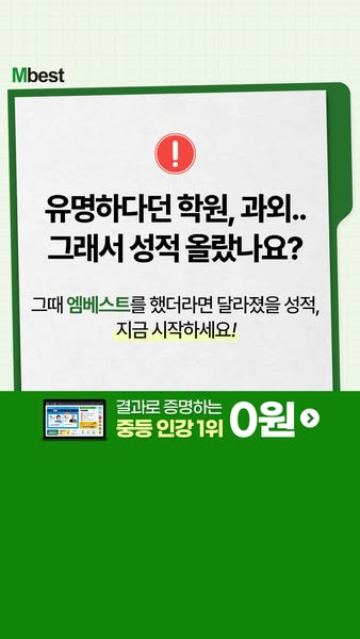 Mbest
!
유명하다던 학원, 과외..
그래서 성적 올랐나요?
그때 엠베스트를 했더라면 달라졌을 성적,
지금 시작하세요!
결과로 증명하는
중등 인강 1위
0원